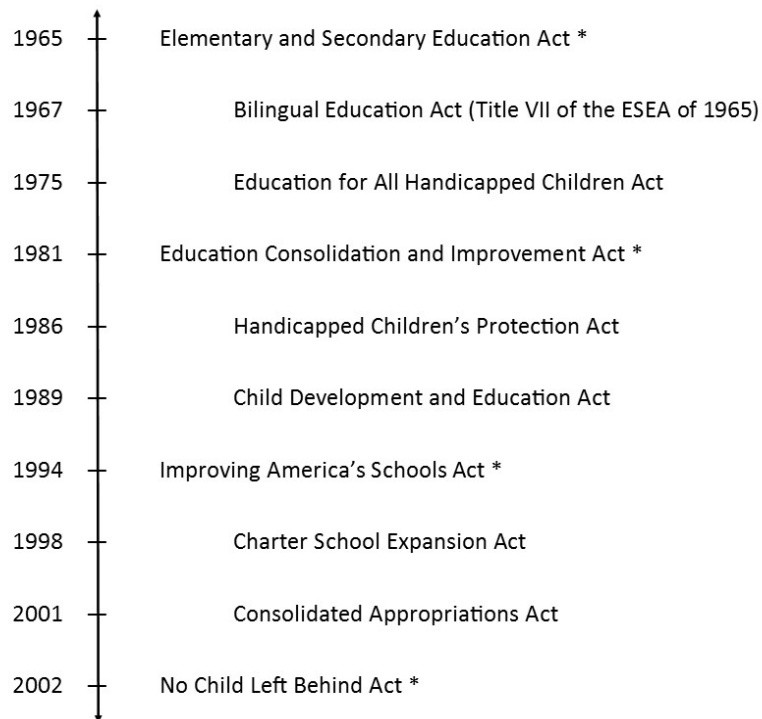 1965 Elementary and Secondary Education Act *
1967 Bilingual Education Act (Title VII of the ESEA of 1965)
1975 Education for All Handicapped Children Act
1981 Education Consolidation and Improvement Act *
1986 Handicapped Children’s Protection Act
1989 Child Development and Education Act
1994 Improving America’s Schools Act *
1998 Charter School Expansion Act
2001 Consolidated Appropriations Act
2002 No Child Left Behind Act *